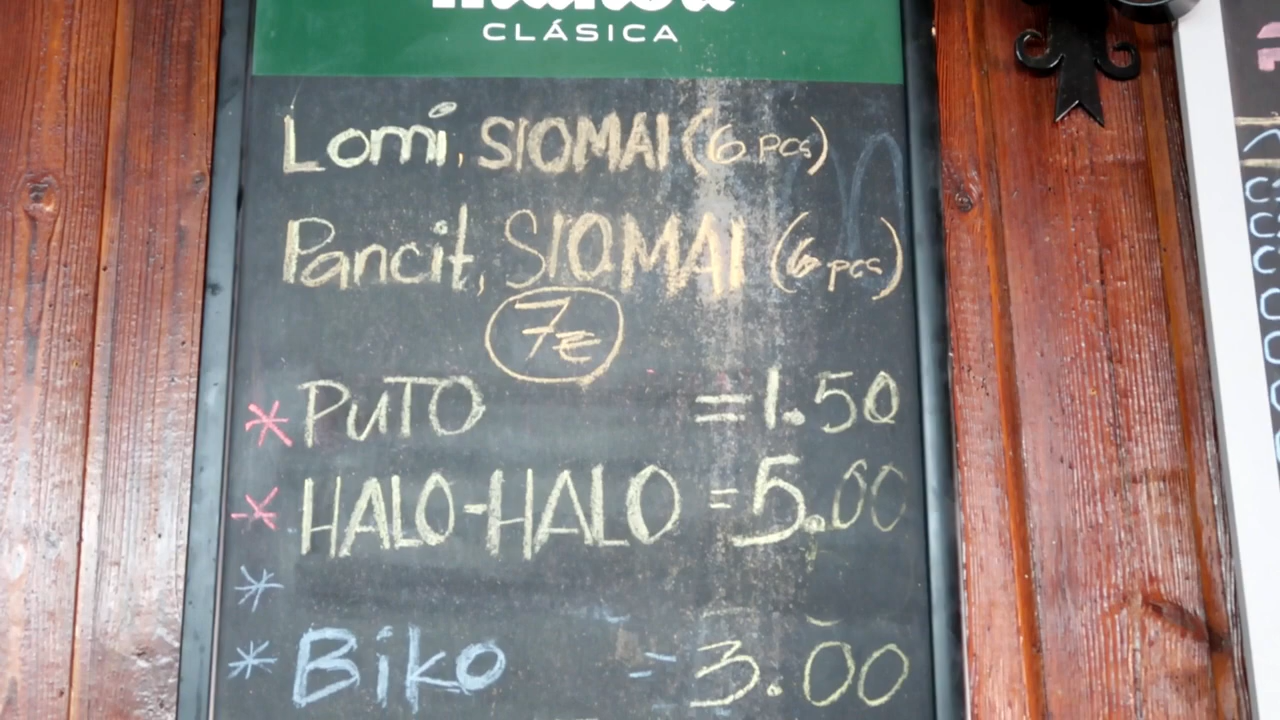 CLÁSICA
Lomi, SIOMAI (6 pcs)
Pancit, SIOMAI (6 pcs)
7€
* PUTO = 1.50
* HALO-HALO = 5.00
*
* Biko = 3.00